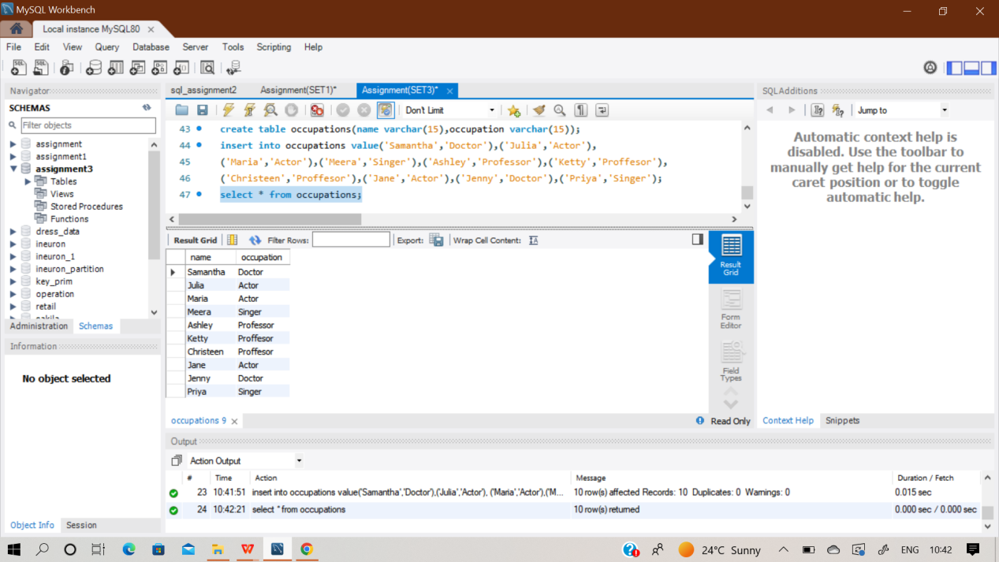 MySQL Workbench
Local instance MySQL80
File Edit View Query Database Server Tools Scripting Help
Navigator
SCHEMAS
Filter objects
assignment
assignment1
assignment3
Tables
Views
Stored Procedures
Functions
dress_data
ineuron
ineuron_1
ineuron_partition
key_prim
operation
retail
Administration Schemas
Information
No object selected
Object Info Session
sql_assignment2 Assignment(SET1)* Assignment(SET3)*
Don't Limit
43 create table occupations(name varchar(15),occupation varchar(15));
44 insert into occupations value('Samantha','Doctor'),('Julia','Actor'),
45 ('Maria','Actor'),('Meera','Singer'),('Ashley','Professor'),('Ketty','Proffesor'),
46 ('Christeen','Proffesor'),('Jane','Actor'),('Jenny','Doctor'),('Priya','Singer');
47 select * from occupations;
Result Grid Filter Rows: Export: Wrap Cell Content:
name occupation
Samantha Doctor
Julia Actor
Maria Actor
Meera Singer
Ashley Professor
Ketty Proffesor
Christeen Proffesor
Jane Actor
Jenny Doctor
Priya Singer
Result
Grid
Form
Editor
Field
Types
occupations 9
Read Only
SQLAdditions
Jump to
Automatic context help is
disabled. Use the toolbar to
manually get help for the current
caret position or to toggle
automatic help.
Context Help Snippets
Output
Action Output
# Time Action Message Duration / Fetch
23 10:41:51 insert into occupations value('Samantha','Doctor'),('Julia','Actor'), ('Maria','Actor'),('M... 10 row(s) affected Records: 10 Duplicates: 0 Warnings: 0 0.015 sec
24 10:42:21 select * from occupations 10 row(s) returned 0.000 sec / 0.000 sec
24°C Sunny
ENG 10:42